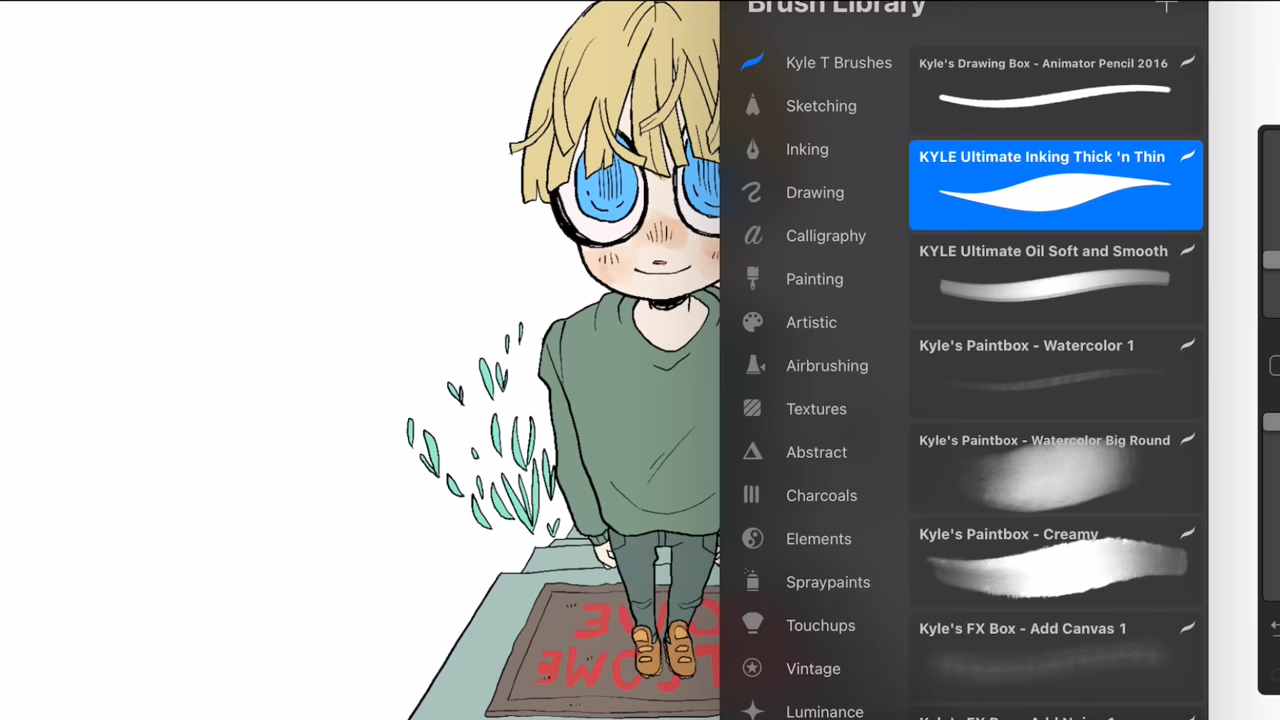 Brush Library
Kyle T Brushes
Sketching
Inking
Drawing
Calligraphy
Painting
Artistic
Airbrushing
Textures
Abstract
Charcoals
Elements
Spraypaints
Touchups
Vintage
Luminance
Kyle's Drawing Box - Animator Pencil 2016
KYLE Ultimate Inking Thick 'n Thin
KYLE Ultimate Oil Soft and Smooth
Kyle's Paintbox - Watercolor 1
Kyle's Paintbox - Watercolor Big Round
Kyle's Paintbox - Creamy
Kyle's FX Box - Add Canvas 1